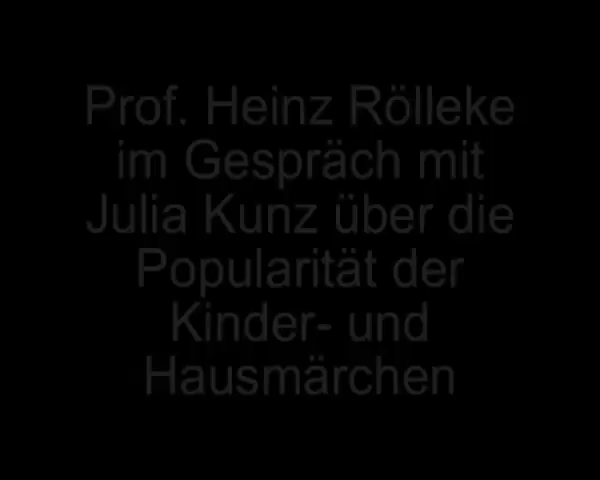 Prof. Heinz Rölleke
im Gespräch mit
Julia Kunz über die
Popularität der
Kinder- und
Hausmärchen